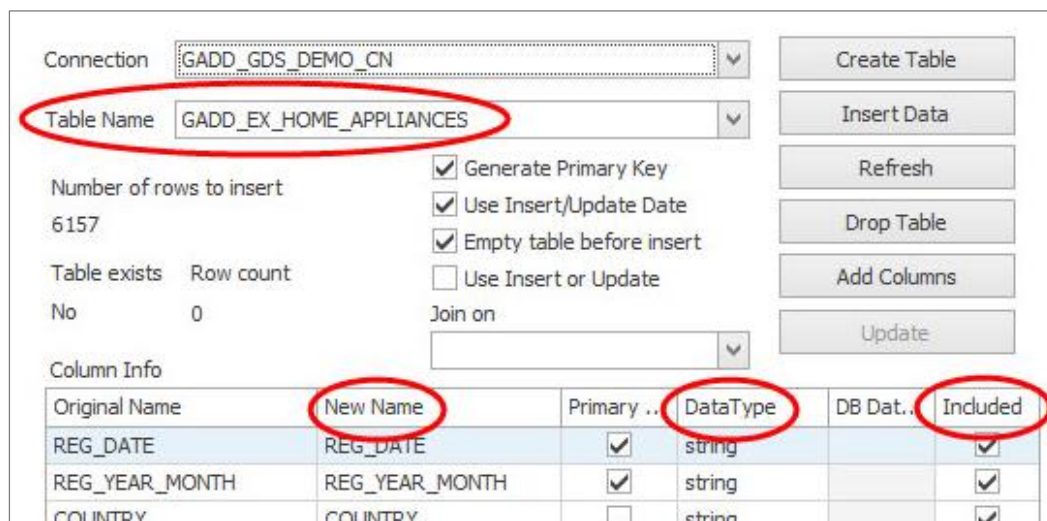 Connection GADD_GDS_DEMO_CN Create Table
Table Name GADD_EX_HOME_APPLIANCES Insert Data
Number of rows to insert
6157
Generate Primary Key
Use Insert/Update Date
Empty table before insert
Use Insert or Update
Refresh
Drop Table
Add Columns
Update
Table exists Row count
No 0
Join on
Column Info
Original Name New Name Primary ... DataType DB Dat... Included
REG_DATE REG_DATE string
REG_YEAR_MONTH REG_YEAR_MONTH string
COUNTRY COUNTRY string